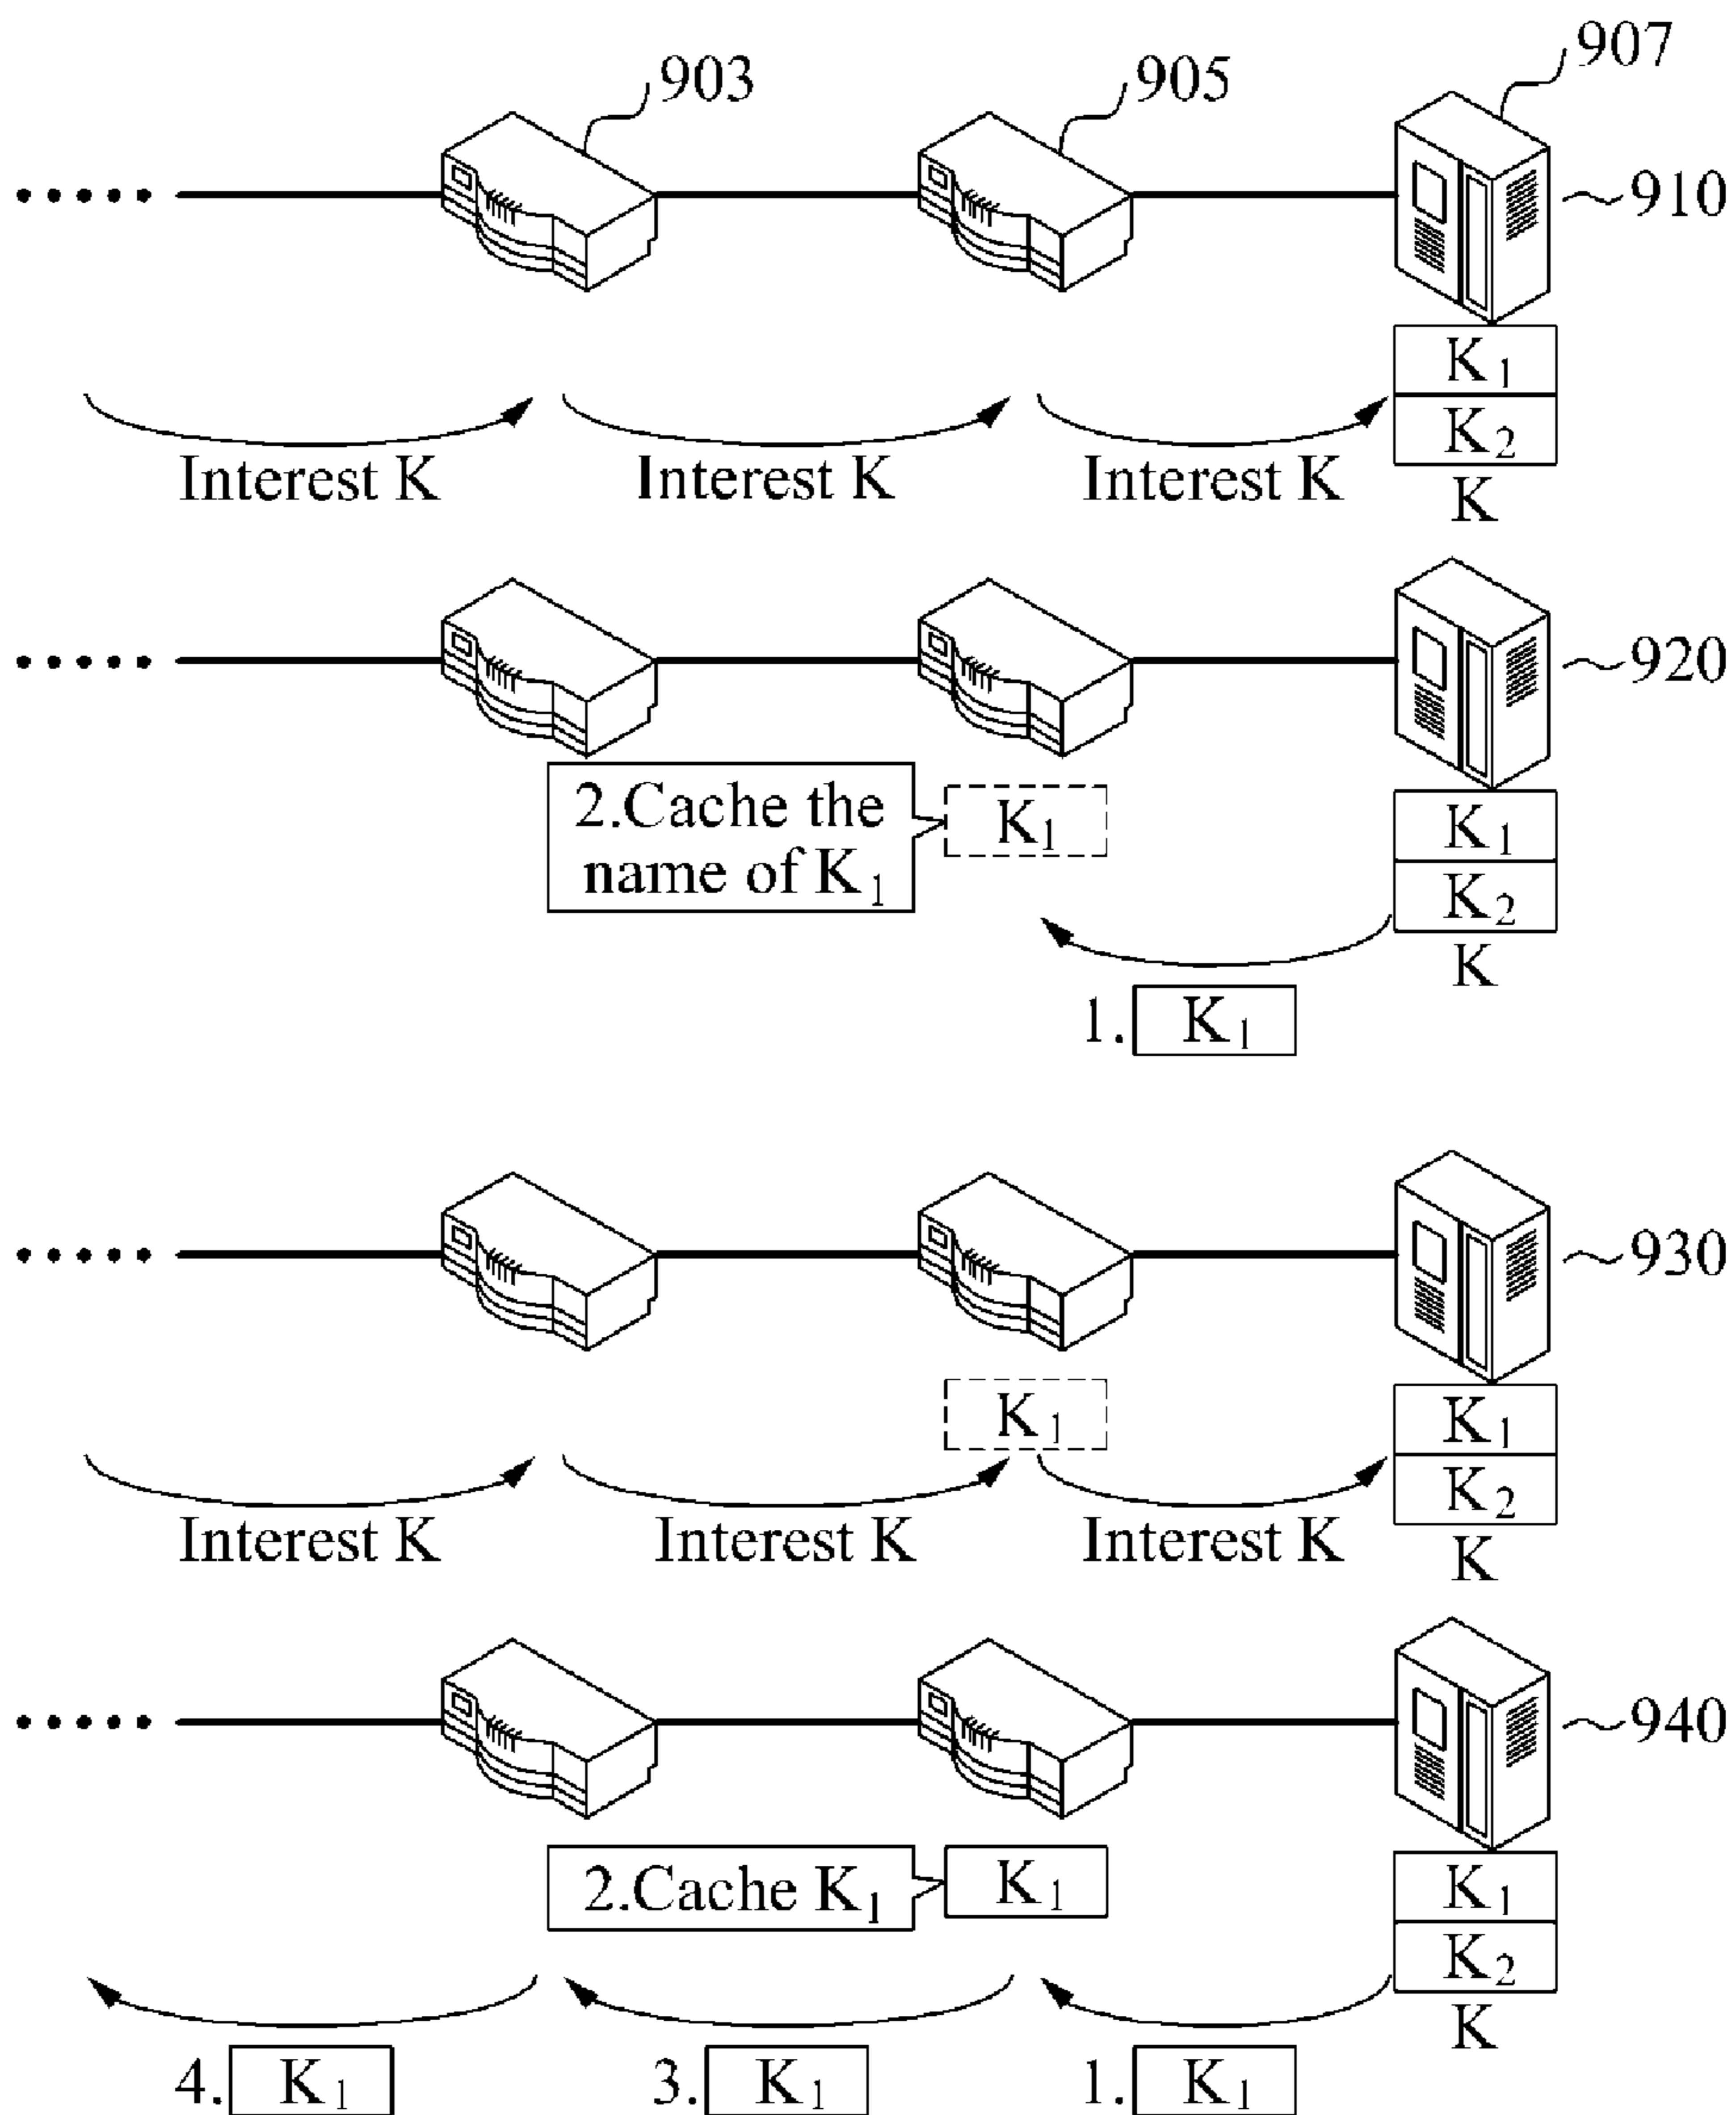 903
905
907
910
K1
K2
K
Interest K
Interest K
Interest K
920
2.Cache the
name of K1
K1
K1
K2
K
1. K1
930
K1
K1
K2
K
Interest K
Interest K
Interest K
940
2.Cache K1
K1
K1
K2
K
4. K1
3. K1
1. K1